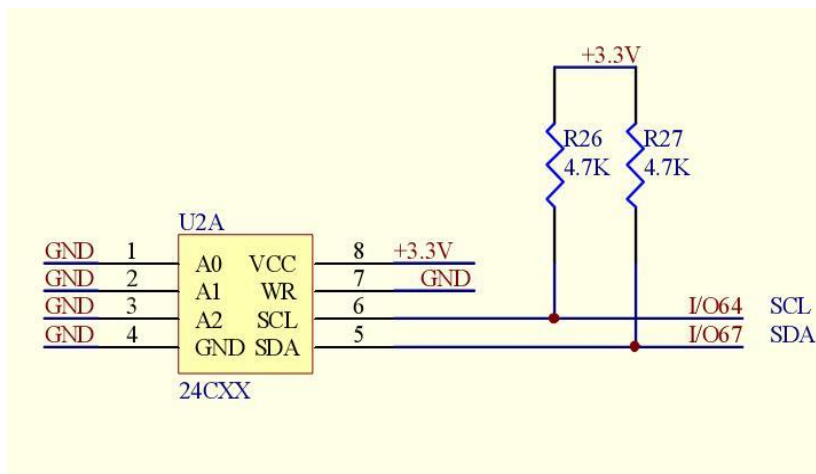 +3.3V
R26 R27
4.7K 4.7K
U2A
GND 1 A0 VCC 8 +3.3V
GND 2 A1 WR 7 GND
GND 3 A2 SCL 6 I/O64 SCL
GND 4 GND SDA 5 I/O67 SDA
24CXX